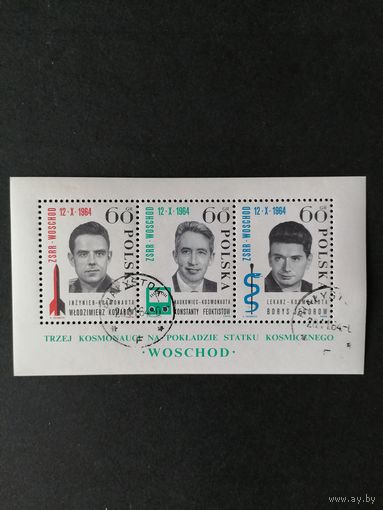 ZSRR·WOSCHOD
12·X·1964
60 GR
POLSKA
INŻYNIER-KOSMONAUTA
WŁODZIMIERZ KOMAROW
ZSRR·WOSCHOD
12·X·1964
60 GR
POLSKA
NAUKOWIEC-KOSMONAUTA
KONSTANTY FEOKTISTOW
ZSRR·WOSCHOD
12·X·1964
60 GR
POLSKA
LEKARZ-KOSMONAUTA
BORYS JEGOROW
TRZEJ KOSMONAUCI NA POKŁADZIE STATKU KOSMICZNEGO
·WOSCHOD·
ay.by